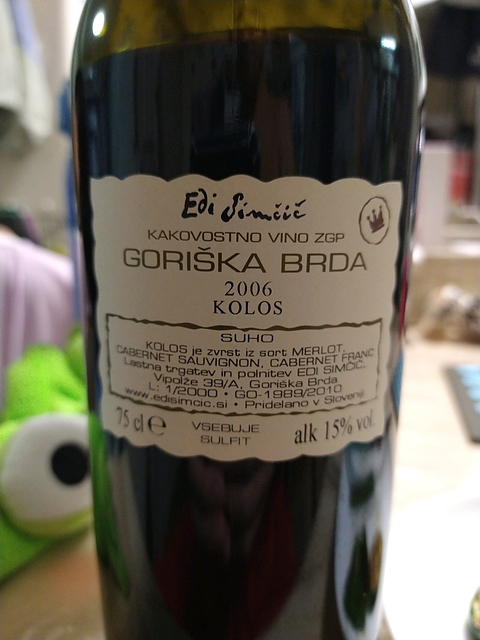 Edi Simčič
KAKOVOSTNO VINO ZGP
GORIŠKA BRDA
2006
KOLOS
SUHO
KOLOS je zvrst iz sort MERLOT,
CABERNET SAUVIGNON, CABERNET FRANC
Lastna trgatev in polnitev EDI SIMČIČ,
Vipolže 39/A, Goriška Brda
L: 1/2000 • GO-1989/2010
www.edisimcic.si • Pridelano v Sloveniji
75 cl e
VSEBUJE
SULFIT
alk 15% vol.